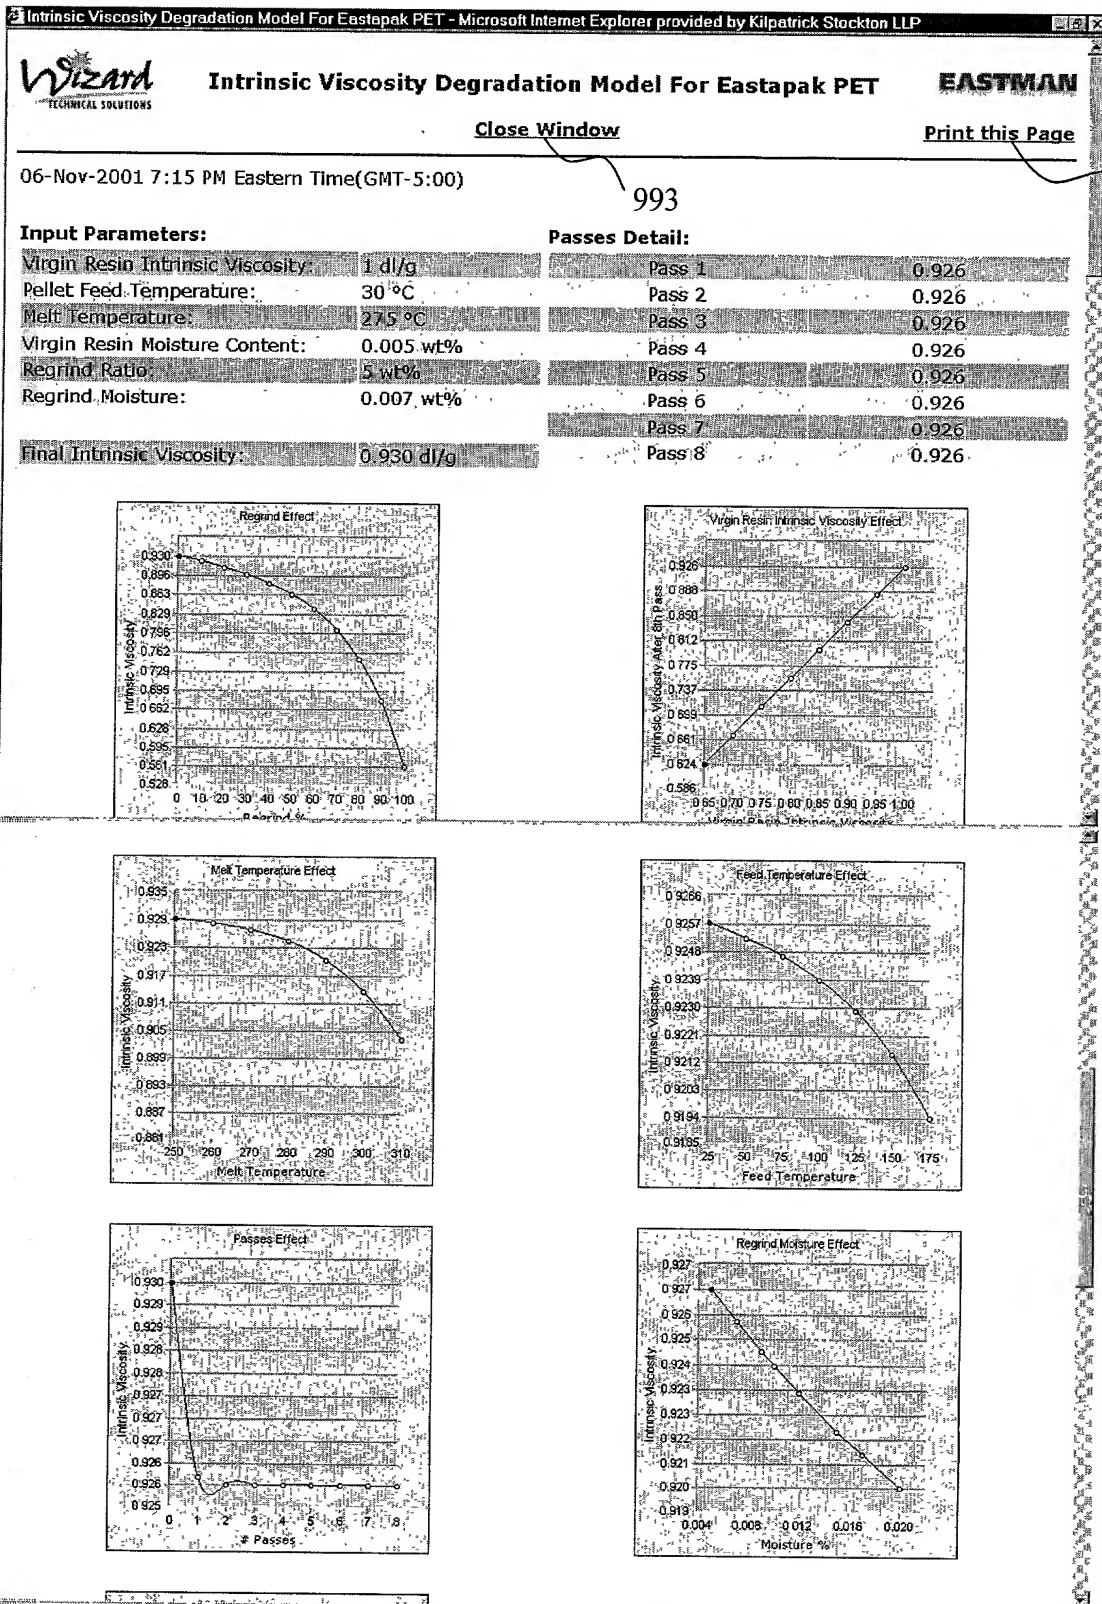 Intrinsic Viscosity Degradation Model For Eastapak PET - Microsoft Internet Explorer provided by Kilpatrick Stockton LLP
Wizard
TECHNICAL SOLUTIONS
Intrinsic Viscosity Degradation Model For Eastapak PET
EASTMAN
Close Window
Print this Page
06-Nov-2001 7:15 PM Eastern Time(GMT-5:00)
993
Input Parameters:
Virgin Resin Intrinsic Viscosity: 1 dl/g
Pellet Feed Temperature: 30 °C
Melt Temperature: 275 °C
Virgin Resin Moisture Content: 0.005 wt%
Regrind Ratio: 5 wt%
Regrind Moisture: 0.007 wt%
Final Intrinsic Viscosity: 0.930 dl/g
Passes Detail:
Pass 1 0.926
Pass 2 0.926
Pass 3 0.926
Pass 4 0.926
Pass 5 0.926
Pass 6 0.926
Pass 7 0.926
Pass 8 0.926
Regrind Effect
Intrinsic Viscosity
0.930
0.896
0.863
0.829
0.796
0.762
0.729
0.695
0.662
0.628
0.595
0.561
0.528
0 10 20 30 40 50 60 70 80 90 100
Regrind %
Virgin Resin Intrinsic Viscosity Effect
Intrinsic Viscosity After 8th Pass
0.926
0.888
0.850
0.812
0.775
0.737
0.699
0.661
0.624
0.586
0.65 0.70 0.75 0.80 0.85 0.90 0.95 1.00
Virgin Resin Intrinsic Viscosity
Melt Temperature Effect
Intrinsic Viscosity
0.935
0.929
0.923
0.917
0.911
0.905
0.899
0.893
0.887
0.881
250 260 270 280 290 300 310
Melt Temperature
Feed Temperature Effect
Intrinsic Viscosity
0.9266
0.9257
0.9248
0.9239
0.9230
0.9221
0.9212
0.9203
0.9194
0.9185
25 50 75 100 125 150 175
Feed Temperature
Passes Effect
Intrinsic Viscosity
0.930
0.929
0.929
0.928
0.928
0.927
0.927
0.927
0.926
0.926
0.925
0 1 2 3 4 5 6 7 8
# Passes
Regrind Moisture Effect
Intrinsic Viscosity
0.927
0.927
0.926
0.925
0.924
0.923
0.923
0.922
0.921
0.920
0.919
0.004 0.008 0.012 0.016 0.020
Moisture %